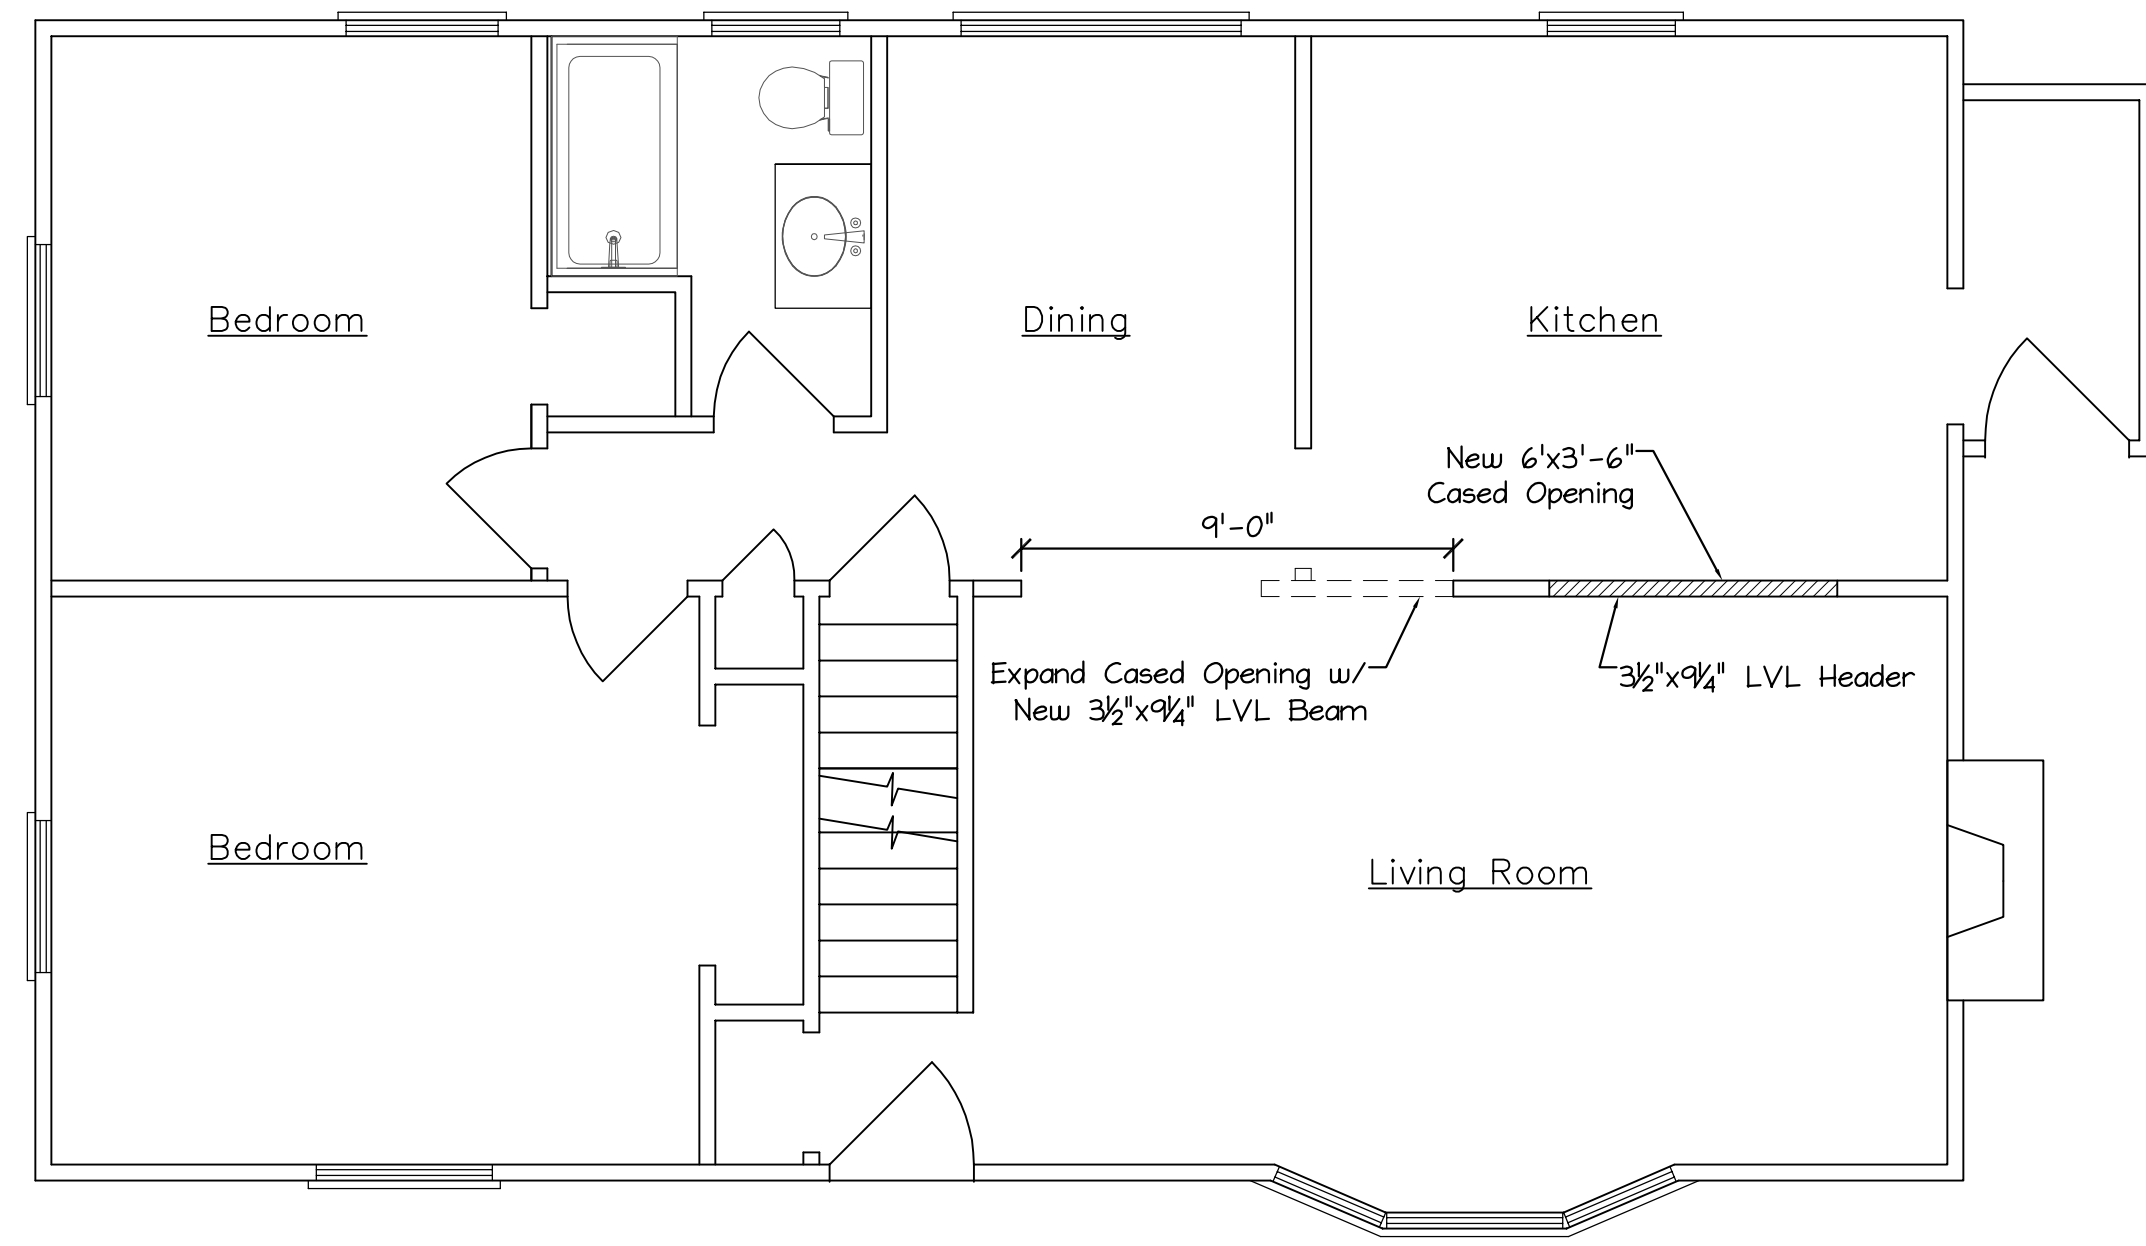 Bedroom
Dining
Kitchen
New 6'x3'-6"
Cased Opening
9'-0"
Expand Cased Opening w/
New 3½"x9¼" LVL Beam
3½"x9¼" LVL Header
Bedroom
Living Room